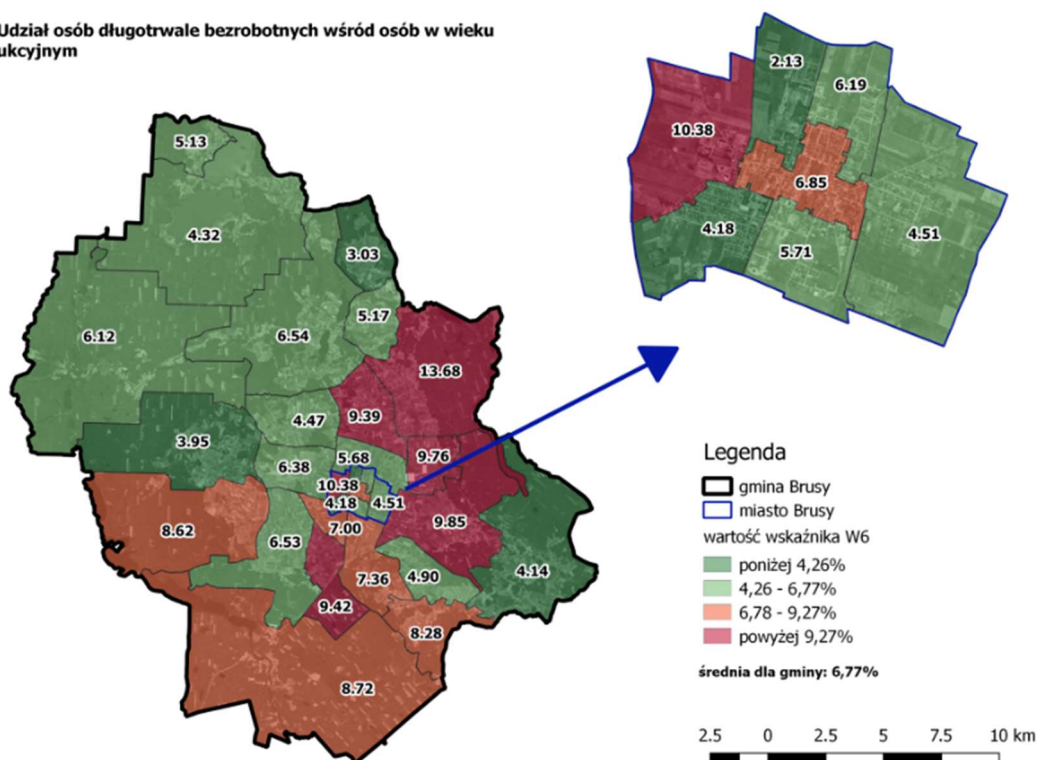 Udział osób długotrwale bezrobotnych wśród osób w wieku
ukcyjnym
5.13
4.32
3.03
5.17
6.12
6.54
13.68
9.39
4.47
3.95
5.68
9.76
6.38
10.38
4.18
4.51
7.00
9.85
8.62
6.53
7.36
4.90
4.14
9.42
8.28
8.72
2.13
6.19
10.38
6.85
4.18
5.71
4.51
Legenda
gmina Brusy
miasto Brusy
wartość wskaźnika W6
poniżej 4,26%
4,26 - 6,77%
6,78 - 9,27%
powyżej 9,27%
średnia dla gminy: 6,77%
2.5 0 2.5 5 7.5 10 km